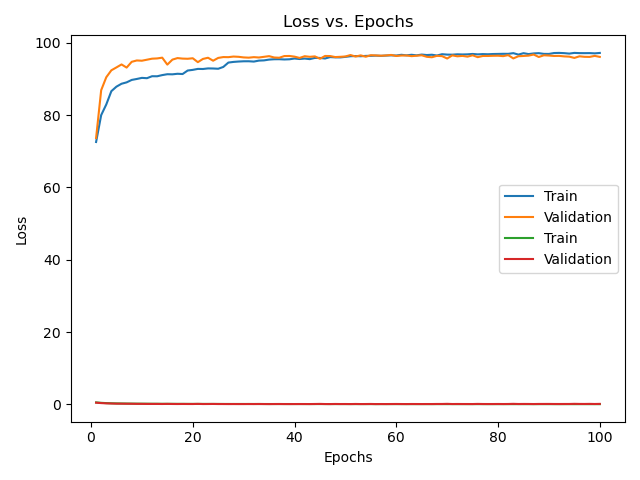 Loss vs. Epochs
100
80
60
40
20
0
Loss
Train
Validation
Train
Validation
0 20 40 60 80 100
Epochs